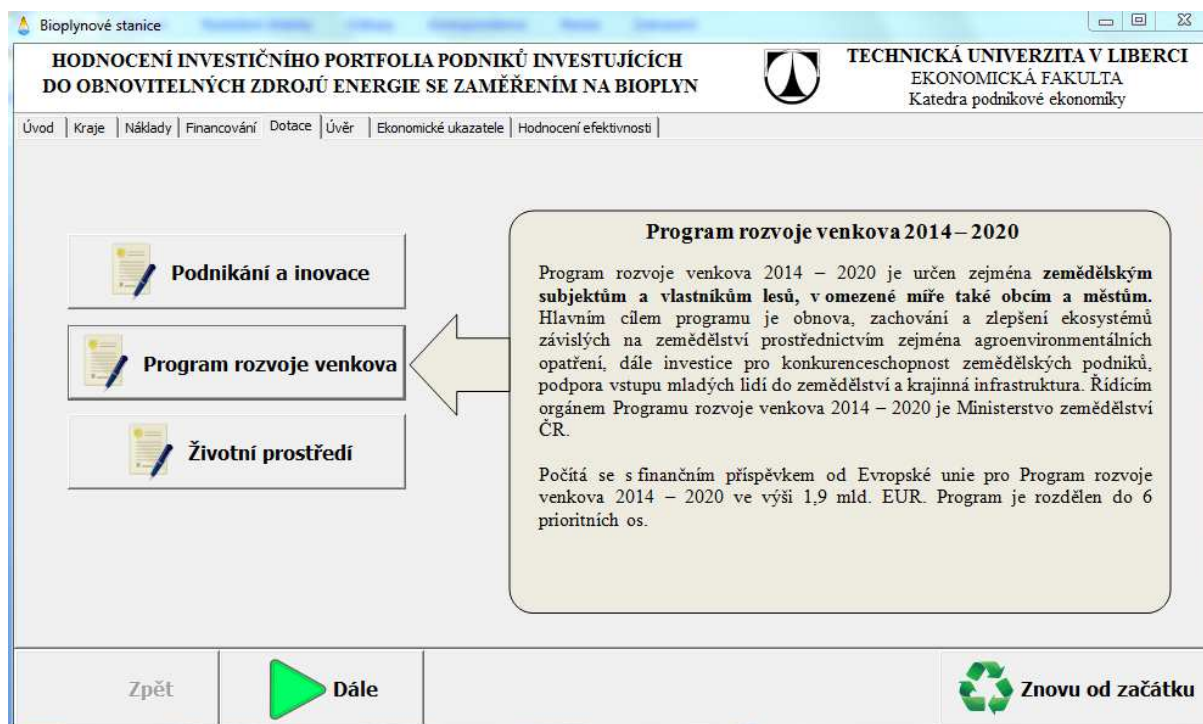 Bioplynové stanice
HODNOCENÍ INVESTIČNÍHO PORTFOLIA PODNIKŮ INVESTUJÍCÍCH
DO OBNOVITELNÝCH ZDROJŮ ENERGIE SE ZAMĚŘENÍM NA BIOPLYN
TECHNICKÁ UNIVERZITA V LIBERCI
EKONOMICKÁ FAKULTA
Katedra podnikové ekonomiky
Úvod Kraje Náklady Financování Dotace Úvěr Ekonomické ukazatele Hodnocení efektivnosti
Podnikání a inovace
Program rozvoje venkova
Životní prostředí
Program rozvoje venkova 2014 – 2020
Program rozvoje venkova 2014 – 2020 je určen zejména zemědělským
subjektům a vlastníkům lesů, v omezené míře také obcím a městům.
Hlavním cílem programu je obnova, zachování a zlepšení ekosystémů
závislých na zemědělství prostřednictvím zejména agroenvironmentálních
opatření, dále investice pro konkurenceschopnost zemědělských podniků,
podpora vstupu mladých lidí do zemědělství a krajinná infrastruktura. Řídícím
orgánem Programu rozvoje venkova 2014 – 2020 je Ministerstvo zemědělství
ČR.
Počítá se s finančním příspěvkem od Evropské unie pro Program rozvoje
venkova 2014 – 2020 ve výši 1,9 mld. EUR. Program je rozdělen do 6
prioritních os.
Zpět
Dále
Znovu od začátku